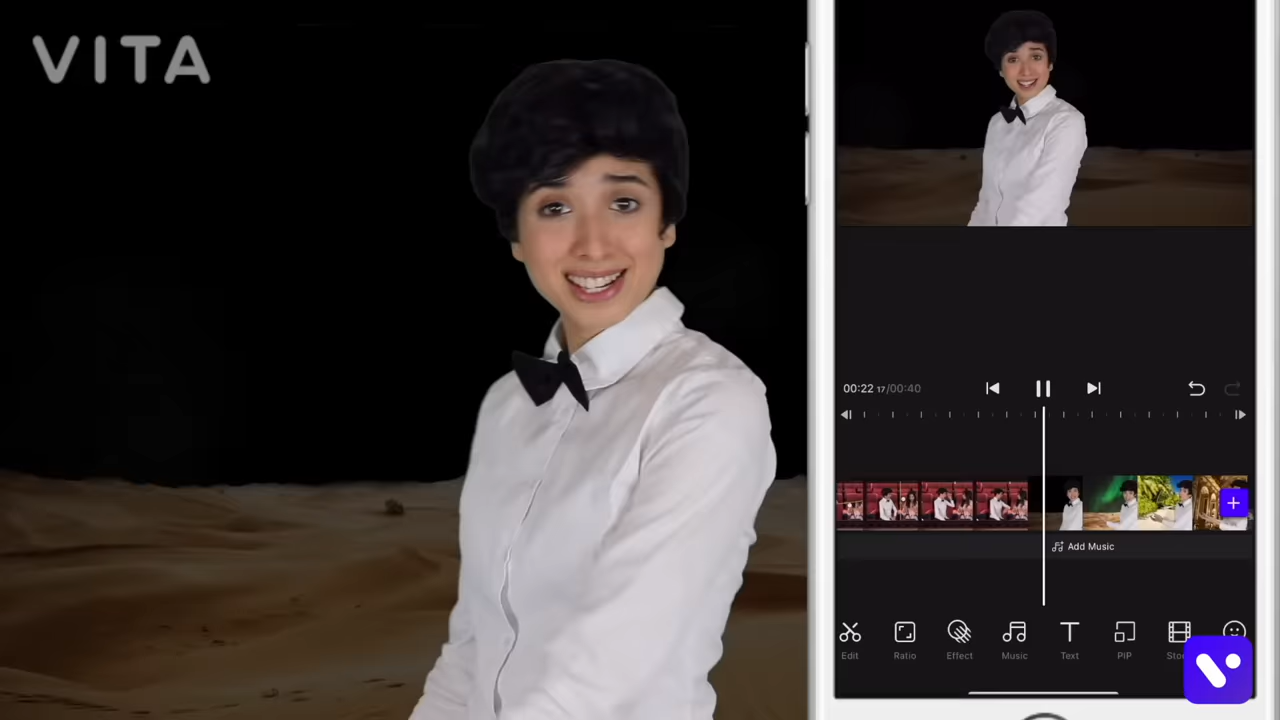 VITA
00:22 17/00:40
Add Music
Edit
Ratio
Effect
Music
Text
PIP